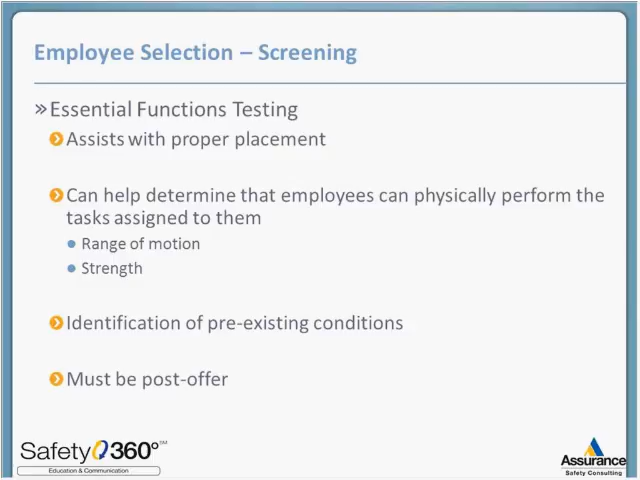 Employee Selection – Screening
» Essential Functions Testing
Assists with proper placement
Can help determine that employees can physically perform the
tasks assigned to them
Range of motion
Strength
Identification of pre-existing conditions
Must be post-offer
Safety 360° SM
Education & Communication
Assurance
Safety Consulting